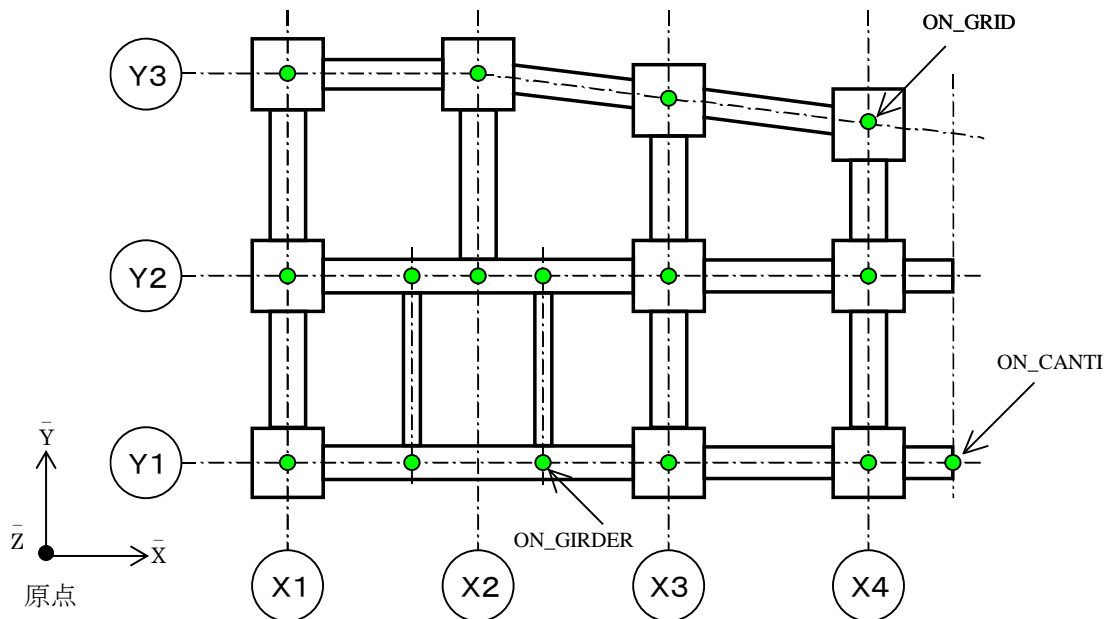 ON_GRID
Y3
Y2
ON_CANTI
Y1
Y
Z
X
ON_GIRDER
原点
X1
X2
X3
X4